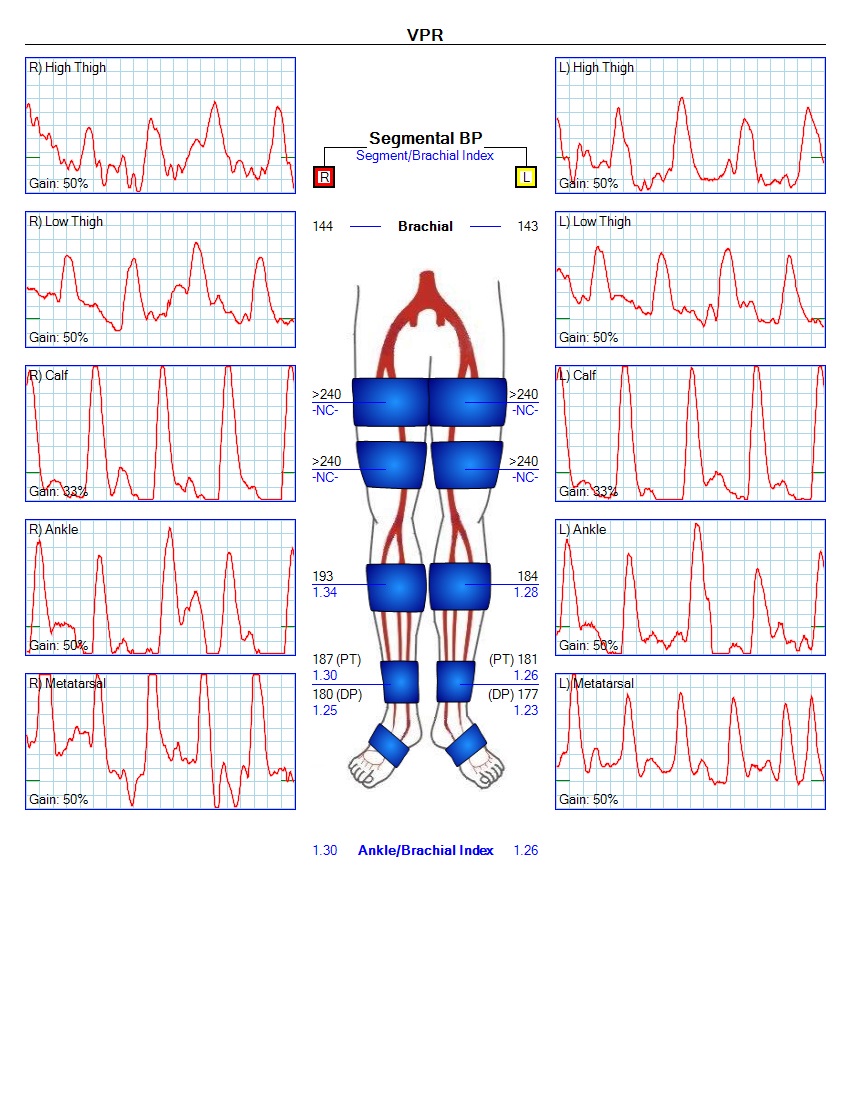 VPR
R) High Thigh
Gain: 50%
L) High Thigh
Gain: 50%
Segmental BP
Segment/Brachial Index
R
L
R) Low Thigh
Gain: 50%
144 Brachial 143
L) Low Thigh
Gain: 50%
R) Calf
Gain: 33%
>240
-NC-
>240
-NC-
>240
-NC-
>240
-NC-
L) Calf
Gain: 33%
R) Ankle
Gain: 50%
193
1.34
184
1.28
L) Ankle
Gain: 50%
R) Metatarsal
Gain: 50%
187 (PT)
1.30
180 (DP)
1.25
(PT) 181
1.26
(DP) 177
1.23
L) Metatarsal
Gain: 50%
1.30 Ankle/Brachial Index 1.26